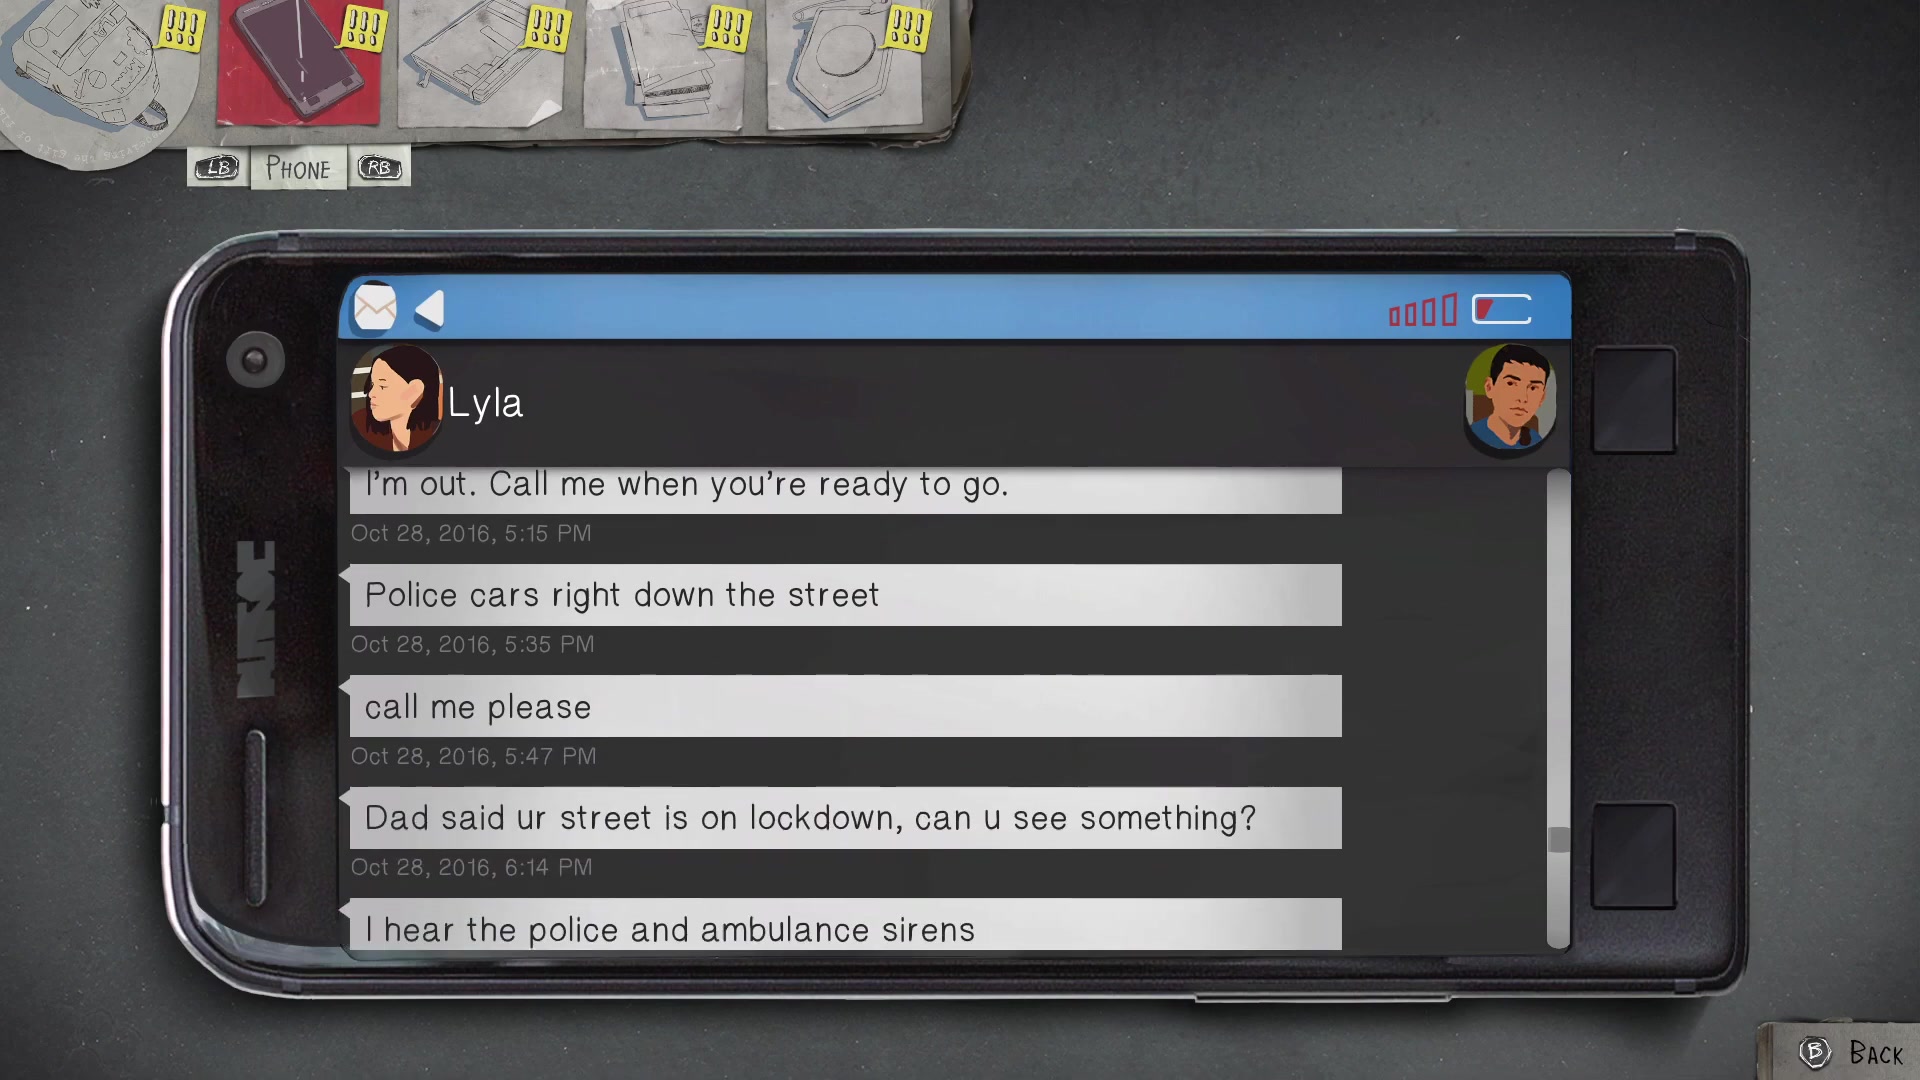 !!! !!! !!! !!! !!!
LB PHONE RB
Lyla
I'm out. Call me when you're ready to go.
Oct 28, 2016, 5:15 PM
Police cars right down the street
Oct 28, 2016, 5:35 PM
call me please
Oct 28, 2016, 5:47 PM
Dad said ur street is on lockdown, can u see something?
Oct 28, 2016, 6:14 PM
I hear the police and ambulance sirens
B BACK